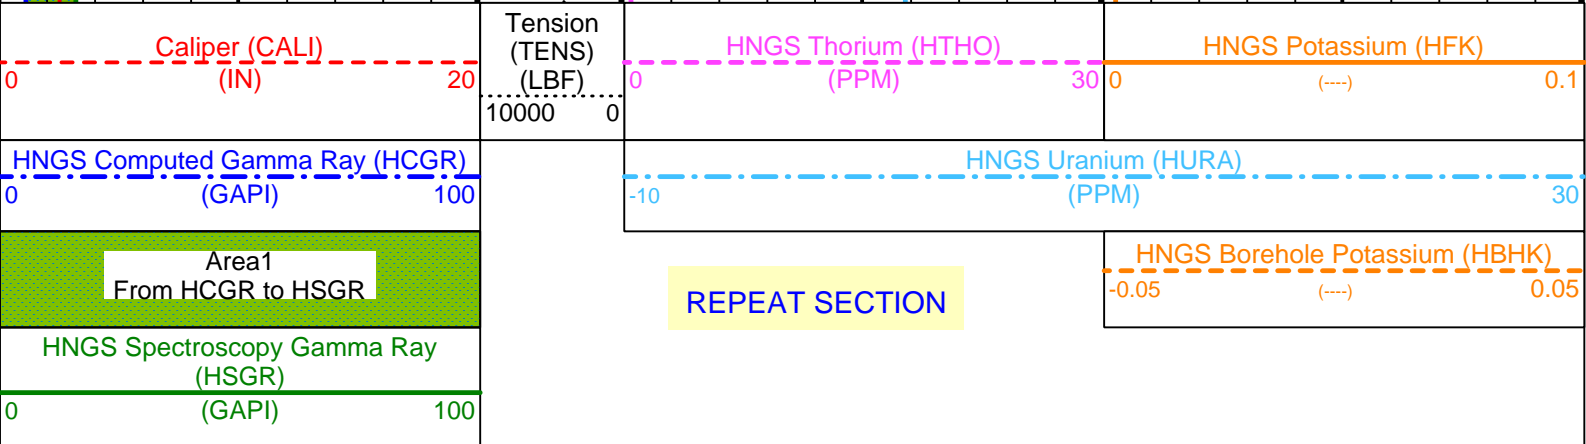 Caliper (CALI)
0 (IN) 20
Tension
(TENS)
(LBF)
10000 0
HNGS Thorium (HTHO)
0 (PPM) 30
HNGS Potassium (HFK)
0 (----) 0.1
HNGS Computed Gamma Ray (HCGR)
0 (GAPI) 100
HNGS Uranium (HURA)
-10 (PPM) 30
Area1
From HCGR to HSGR
HNGS Borehole Potassium (HBHK)
-0.05 (----) 0.05
REPEAT SECTION
HNGS Spectroscopy Gamma Ray
(HSGR)
0 (GAPI) 100